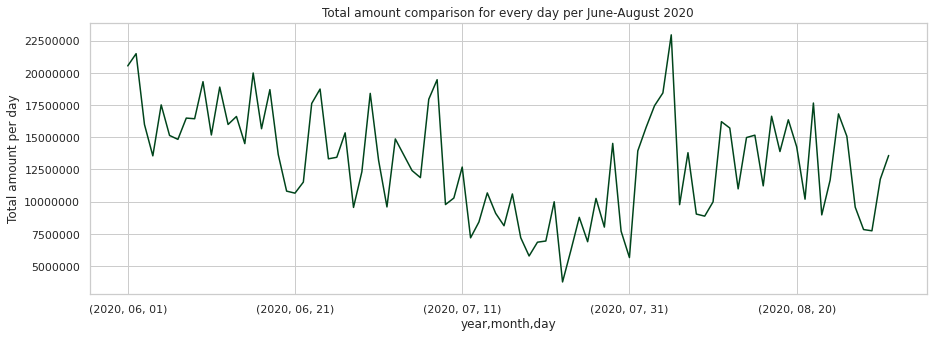 Total amount comparison for every day per June-August 2020
Total amount per day
22500000
20000000
17500000
15000000
12500000
10000000
7500000
5000000
(2020, 06, 01) (2020, 06, 21) (2020, 07, 11) (2020, 07, 31) (2020, 08, 20)
year,month,day